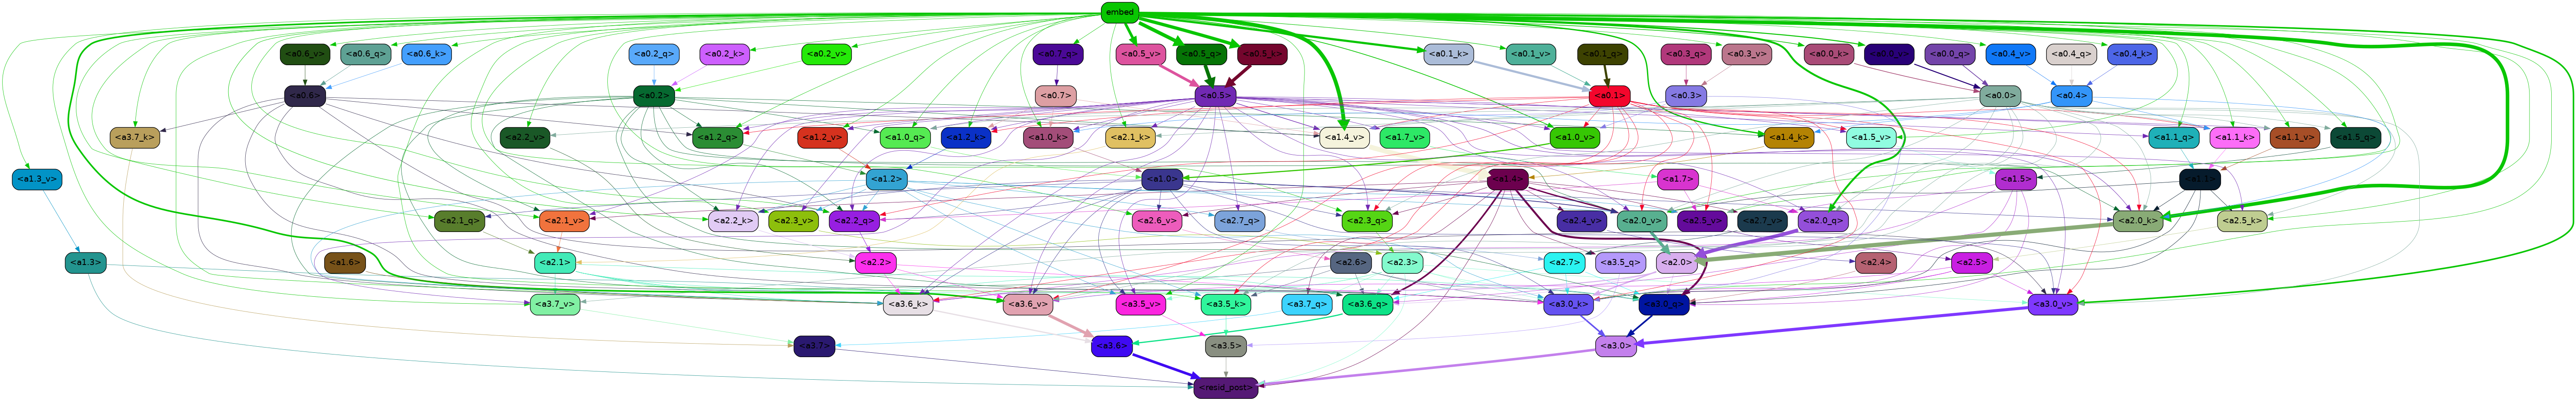 embed
<a0.6_v> <a0.6_q> <a0.6_k> <a0.2_q> <a0.2_k> <a0.2_v> <a0.7_q> <a0.5_v> <a0.5_q> <a0.5_k> <a0.1_k> <a0.1_v> <a0.1_q> <a0.3_q> <a0.3_v> <a0.0_k> <a0.0_v> <a0.0_q> <a0.4_v> <a0.4_q> <a0.4_k>
<a0.6> <a0.2> <a0.7> <a0.5> <a0.1> <a0.3> <a0.0> <a0.4>
<a3.7_k> <a2.2_v> <a1.2_q> <a1.2_v> <a1.0_q> <a1.2_k> <a1.0_k> <a2.1_k> <a1.4_v> <a1.7_v> <a1.0_v> <a1.4_k> <a1.5_v> <a1.1_q> <a1.1_k> <a1.1_v> <a1.5_q>
<a1.3_v> <a1.2> <a1.0> <a1.4> <a1.7> <a1.5> <a1.1>
<a2.1_q> <a2.1_v> <a2.2_k> <a2.3_v> <a2.2_q> <a2.6_v> <a2.7_q> <a2.3_q> <a2.4_v> <a2.0_v> <a2.5_v> <a2.7_v> <a2.0_q> <a2.0_k> <a2.5_k>
<a1.3> <a1.6> <a2.1> <a2.2> <a2.6> <a2.3> <a2.7> <a3.5_q> <a2.0> <a2.4> <a2.5>
<a3.7_v> <a3.6_k> <a3.6_v> <a3.5_v> <a3.5_k> <a3.7_q> <a3.6_q> <a3.0_k> <a3.0_q> <a3.0_v>
<a3.7> <a3.6> <a3.5> <a3.0>
<resid_post>